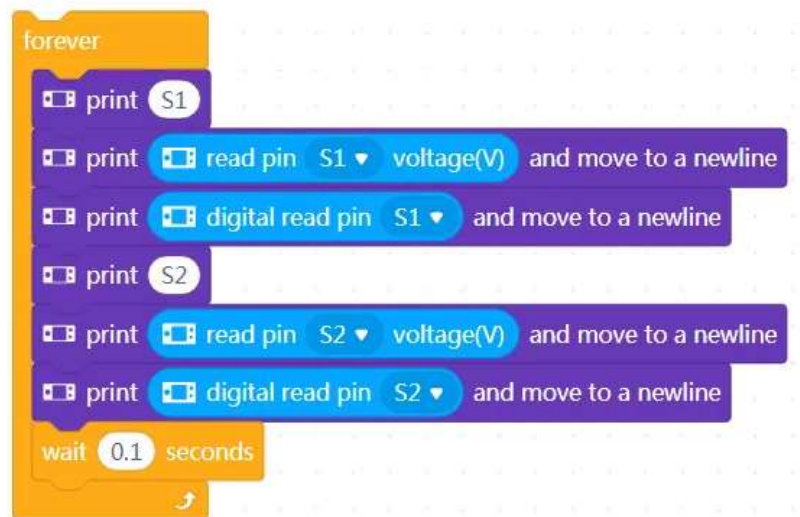 forever
print S1
print read pin S1 voltage(V) and move to a newline
print digital read pin S1 and move to a newline
print S2
print read pin S2 voltage(V) and move to a newline
print digital read pin S2 and move to a newline
wait 0.1 seconds